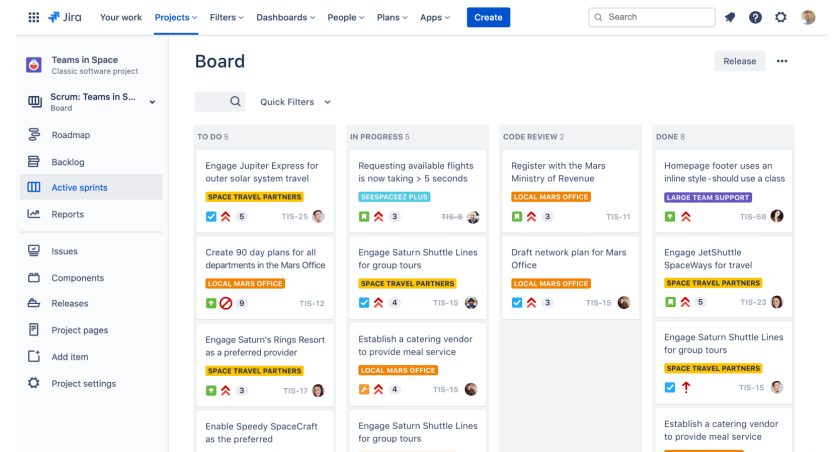 Jira
Your work
Projects
Filters
Dashboards
People
Plans
Apps
Create
Search
Teams in Space
Classic software project
Scrum: Teams in S...
Board
Roadmap
Backlog
Active sprints
Reports
Issues
Components
Releases
Project pages
Add item
Project settings
Board
Release
Quick Filters
TO DO 5
Engage Jupiter Express for
outer solar system travel
SPACE TRAVEL PARTNERS
5
TIS-25
Create 90 day plans for all
departments in the Mars Office
LOCAL MARS OFFICE
9
TIS-12
Engage Saturn's Rings Resort
as a preferred provider
SPACE TRAVEL PARTNERS
3
TIS-17
Enable Speedy SpaceCraft
as the preferred
IN PROGRESS 5
Requesting available flights
is now taking > 5 seconds
SEESPACEEZ PLUS
3
TIS-8
Engage Saturn Shuttle Lines
for group tours
SPACE TRAVEL PARTNERS
4
TIS-15
Establish a catering vendor
to provide meal service
LOCAL MARS OFFICE
4
TIS-15
Engage Saturn Shuttle Lines
for group tours
CODE REVIEW 2
Register with the Mars
Ministry of Revenue
LOCAL MARS OFFICE
3
TIS-11
Draft network plan for Mars
Office
LOCAL MARS OFFICE
3
TIS-15
DONE 8
Homepage footer uses an
inline style-should use a class
LARGE TEAM SUPPORT
TIS-68
Engage JetShuttle
SpaceWays for travel
SPACE TRAVEL PARTNERS
5
TIS-23
Engage Saturn Shuttle Lines
for group tours
SPACE TRAVEL PARTNERS
TIS-15
Establish a catering vendor
to provide meal service